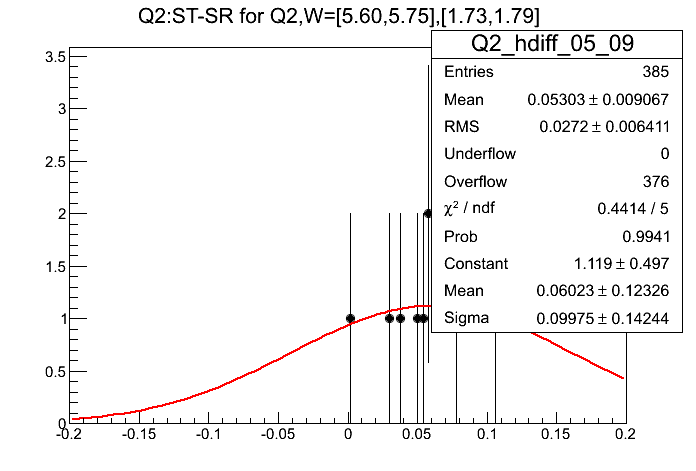 Q2:ST-SR for Q2,W=[5.60,5.75],[1.73,1.79]
Q2_hdiff_05_09
Entries 385
Mean 0.05303 ± 0.009067
RMS 0.0272 ± 0.006411
Underflow 0
Overflow 376
χ² / ndf 0.4414 / 5
Prob 0.9941
Constant 1.119 ± 0.497
Mean 0.06023 ± 0.12326
Sigma 0.09975 ± 0.14244
3.5
3
2.5
2
1.5
1
0.5
0
-0.2 -0.15 -0.1 -0.05 0 0.05 0.1 0.15 0.2